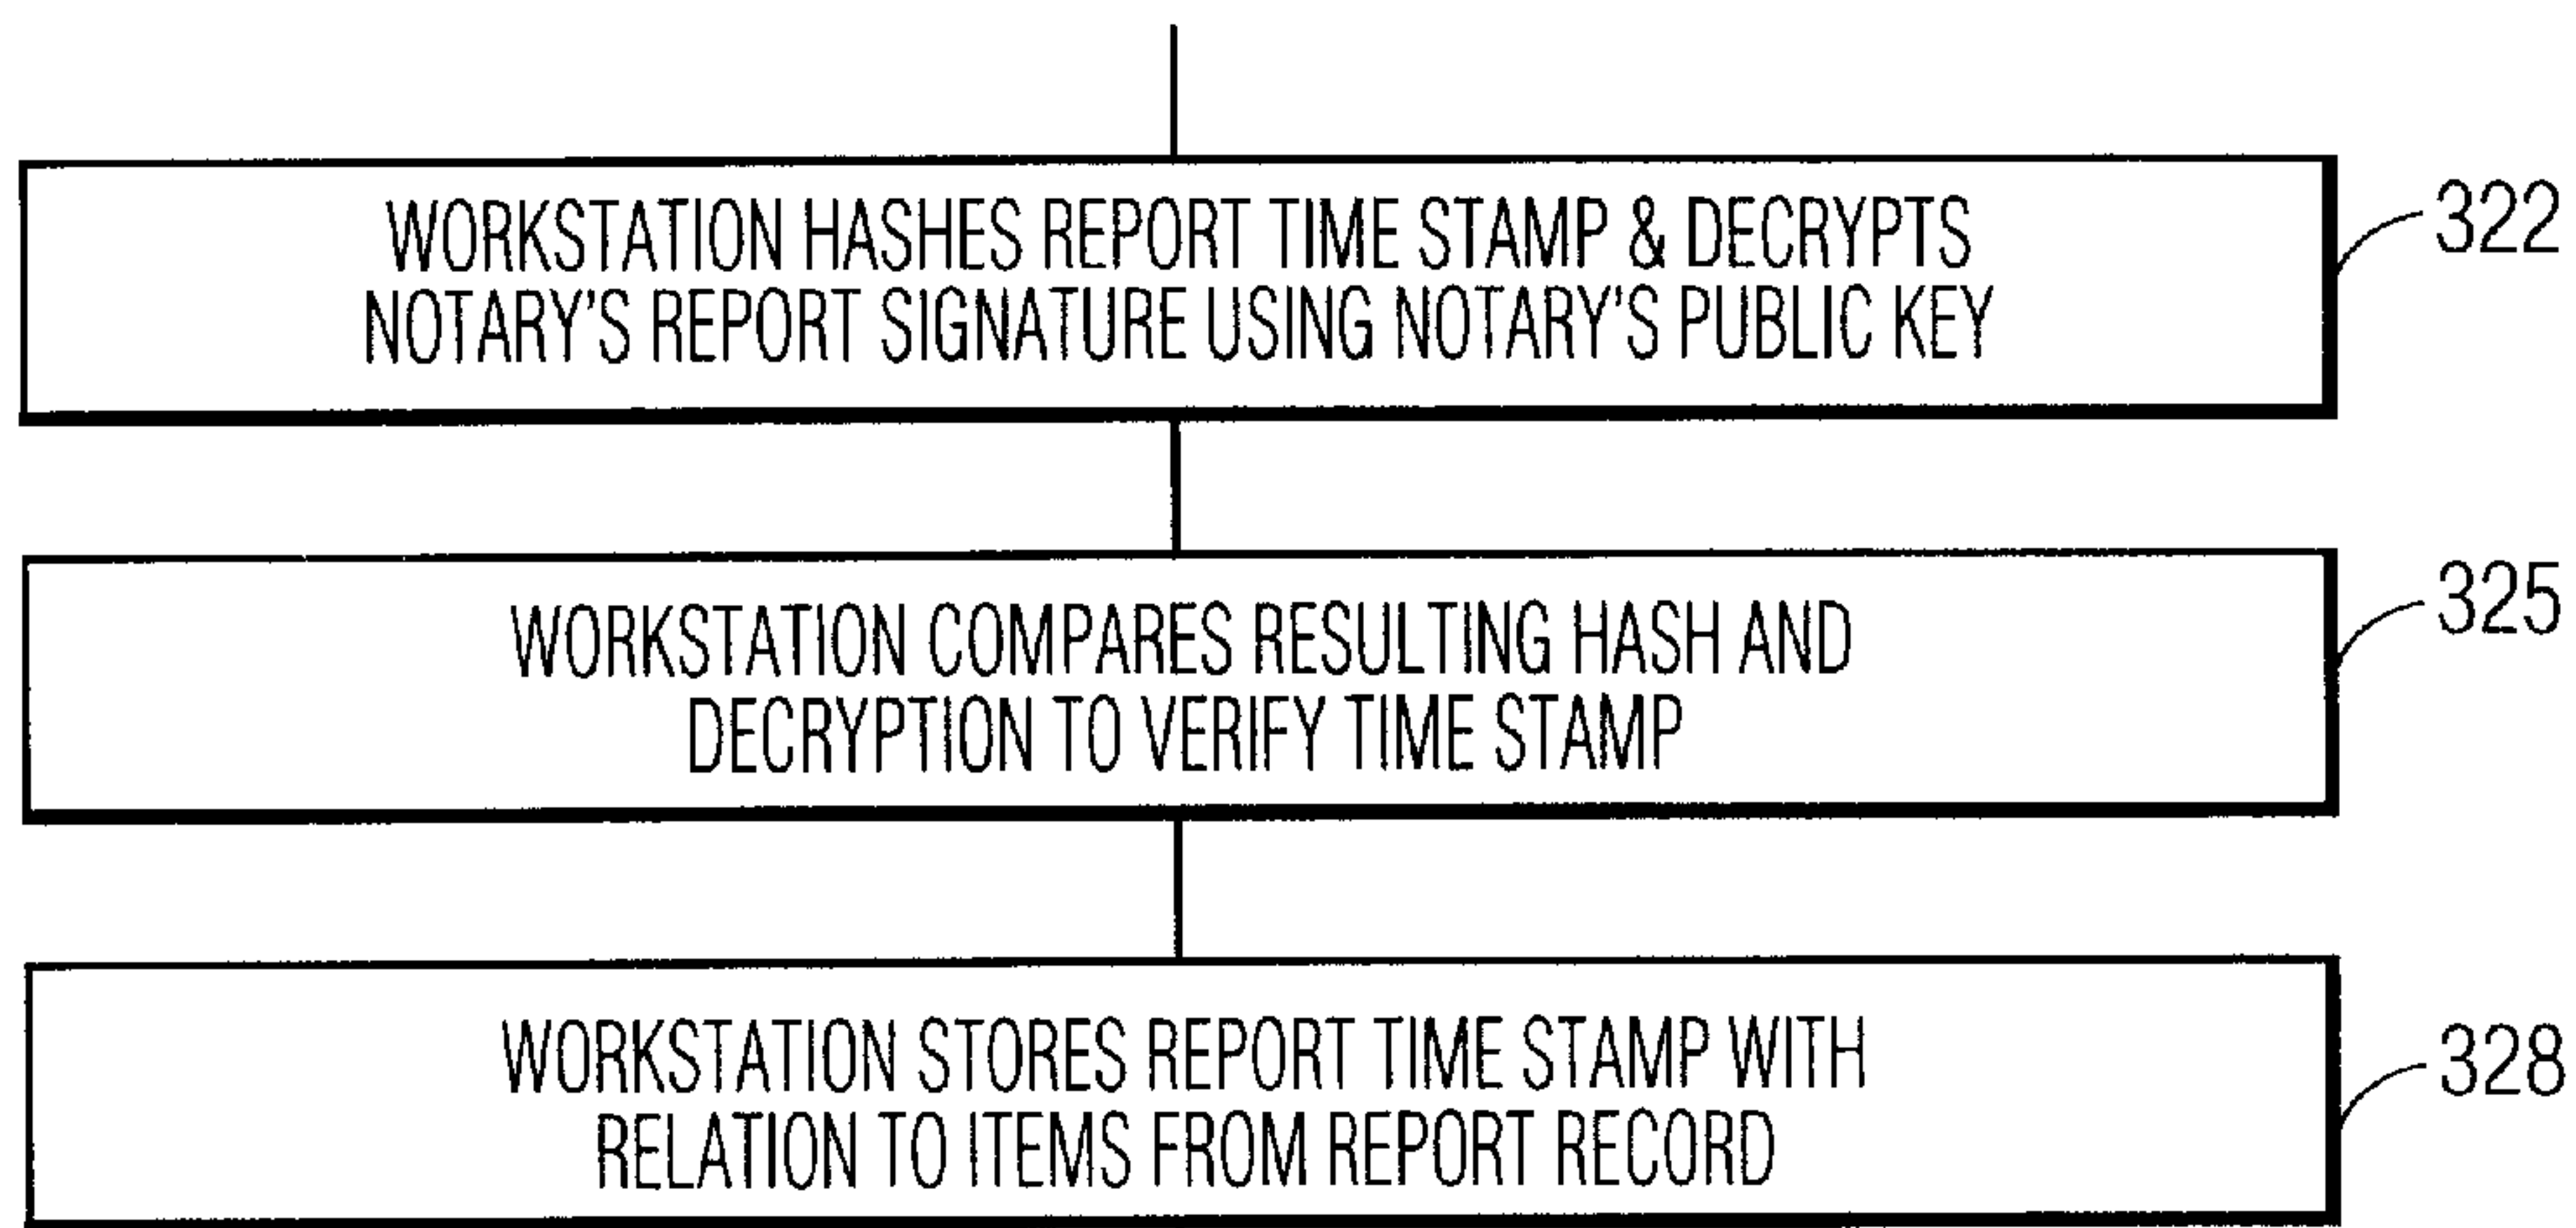 WORKSTATION HASHES REPORT TIME STAMP & DECRYPTS
NOTARY'S REPORT SIGNATURE USING NOTARY'S PUBLIC KEY
322
WORKSTATION COMPARES RESULTING HASH AND
DECRYPTION TO VERIFY TIME STAMP
325
WORKSTATION STORES REPORT TIME STAMP WITH
RELATION TO ITEMS FROM REPORT RECORD
328